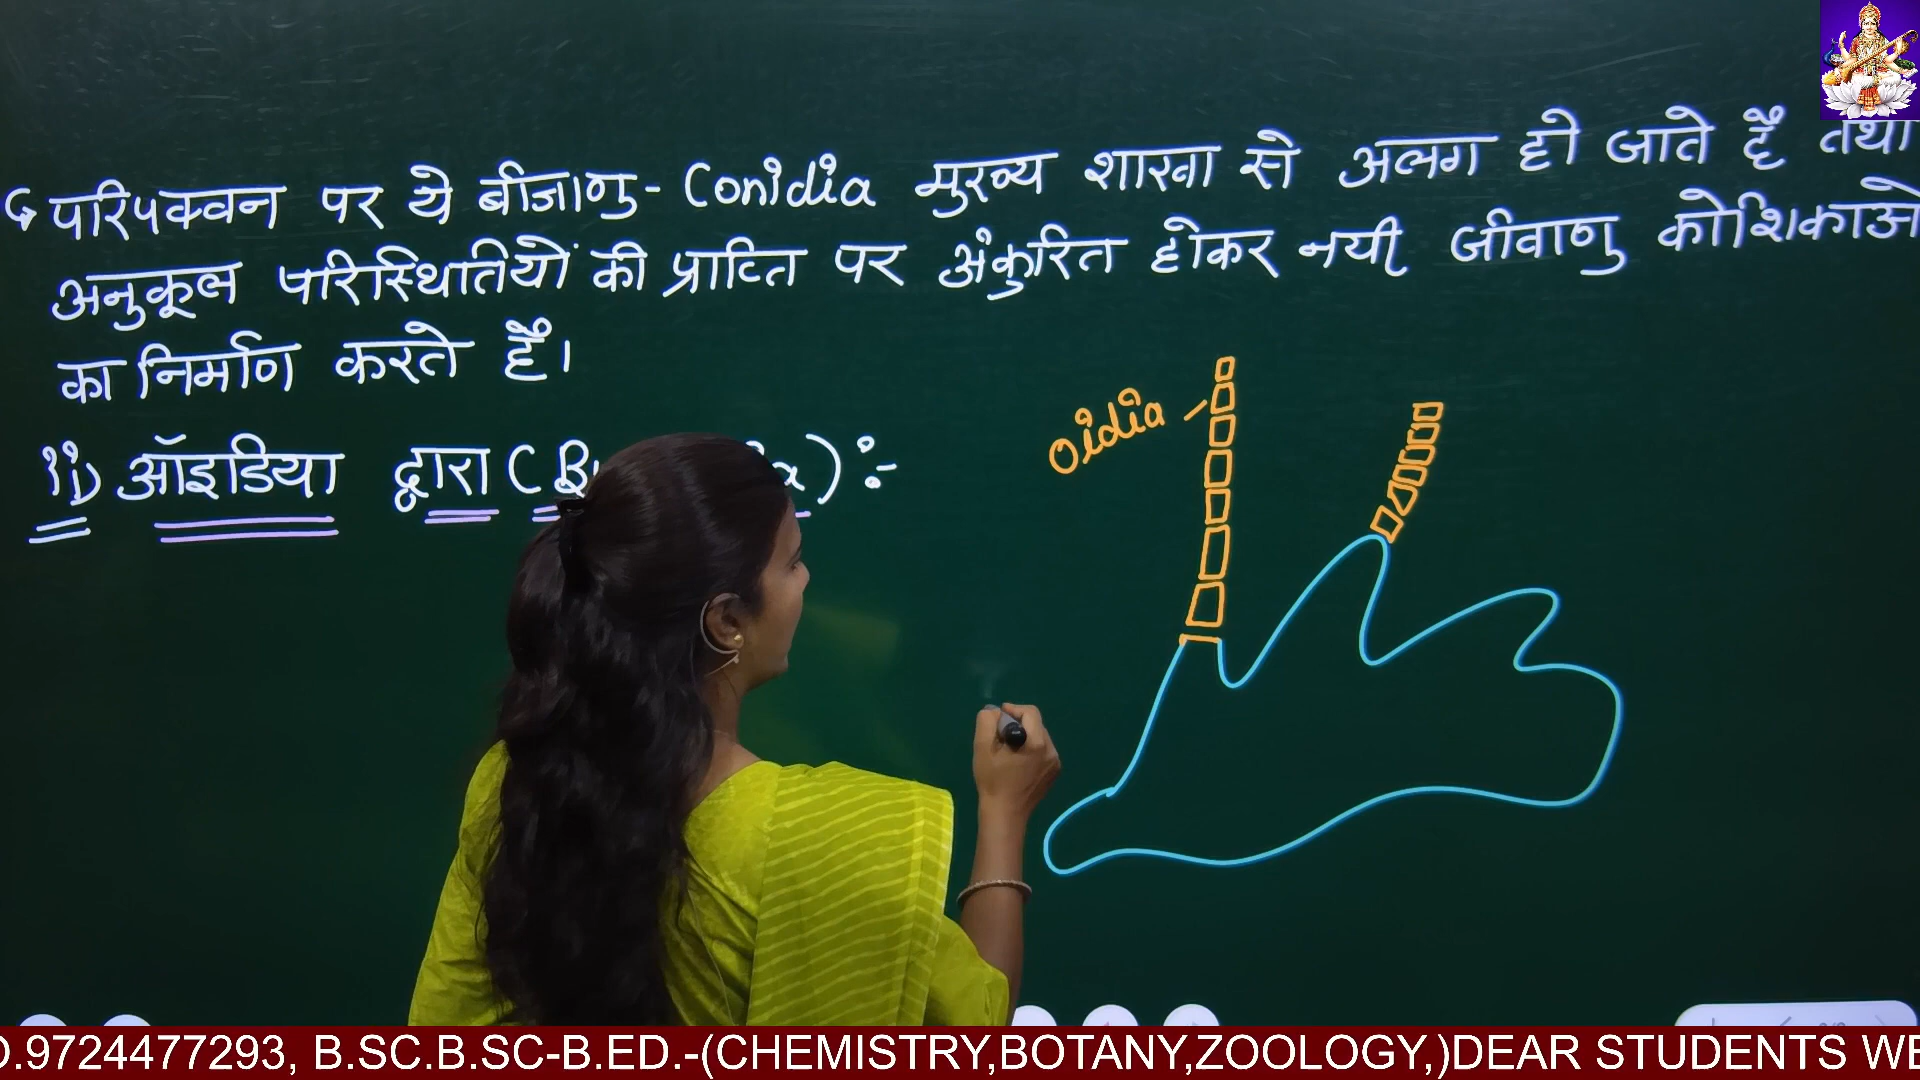 परिपक्वन पर ये बीजाणु - Conidia मुख्य शाखा से अलग हो जाते हैं तथा
अनुकूल परिस्थितियों की प्राप्ति पर अंकुरित होकर नयी जीवाणु कोशिकाओ
का निर्माण करते हैं।
ii) ऑइडिया द्वारा (B ) :-
Oidia
.9724477293, B.SC.B.SC-B.ED.-(CHEMISTRY,BOTANY,ZOOLOGY,)DEAR STUDENTS WE